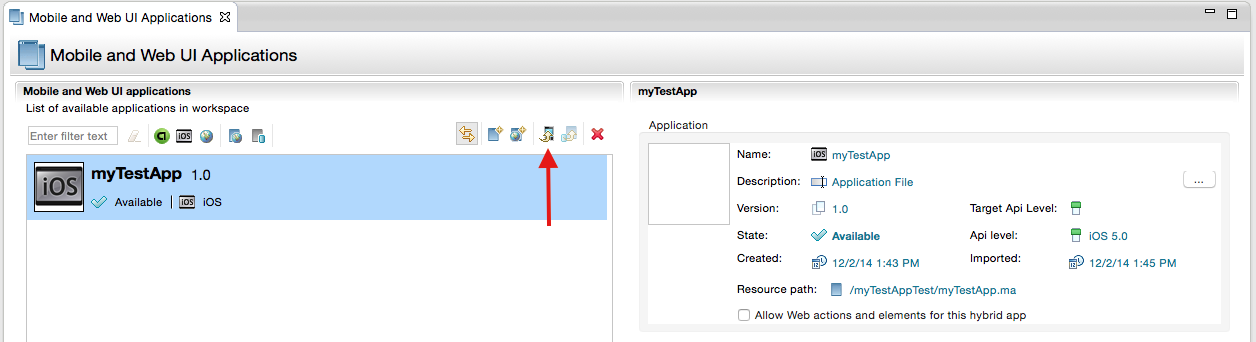 Mobile and Web UI Applications
Mobile and Web UI Applications
Mobile and Web UI applications
List of available applications in workspace
Enter filter text
iOS
iOS
myTestApp 1.0
Available | iOS iOS
myTestApp
Application
Name: iOS myTestApp
Description: Application File
...
Version: 1.0
Target Api Level:
State: Available
Api level: iOS 5.0
Created: 12/2/14 1:43 PM
Imported: 12/2/14 1:45 PM
Resource path: /myTestAppTest/myTestApp.ma
Allow Web actions and elements for this hybrid app